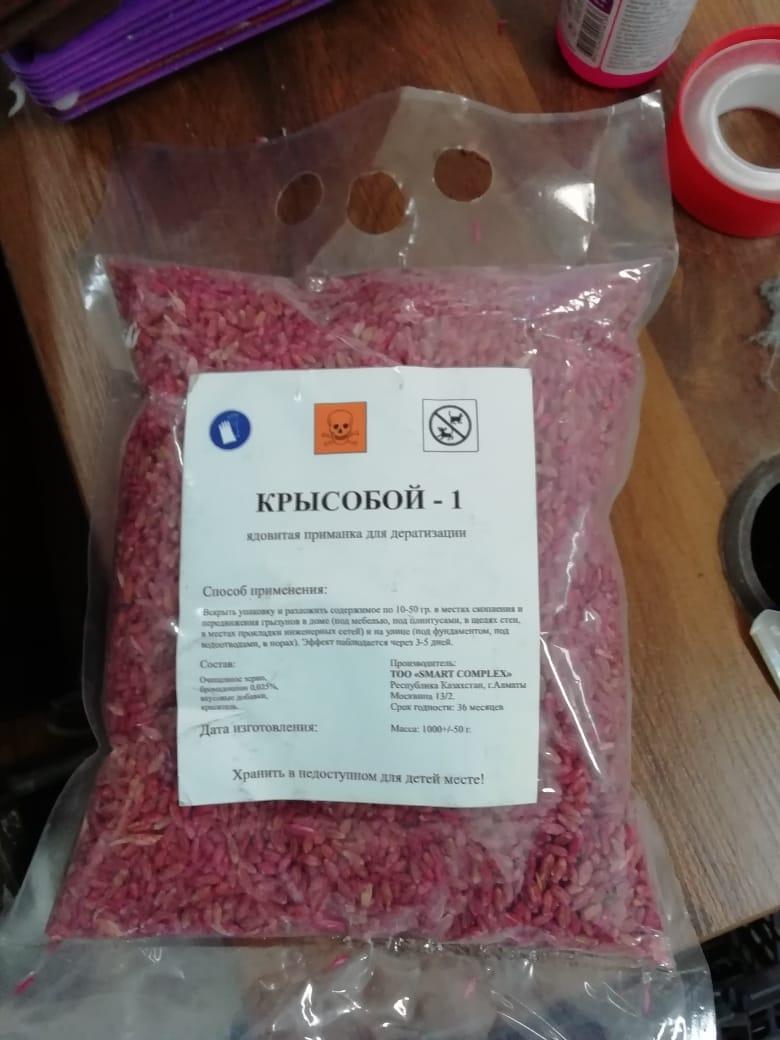 КРЫСОБОЙ - 1
ядовитая приманка для дератизации
Способ применения:
Вскрыть упаковку и разложить содержимое по 10-50 гр. в местах скопления и
передвижения грызунов в доме (под мебелью, под плинтусами, в щелях стен,
в местах прокладки инженерных сетей) и на улице (под фундаментом, под
водоотводами, в норах). Эффект наблюдается через 3-5 дней.
Состав:
Очищенное зерно,
бромадиолон 0,025%,
вкусовые добавки,
краситель.
Производитель:
ТОО «SMART COMPLEX»
Республика Казахстан, г.Алматы
Москвина 13/2.
Срок годности: 36 месяцев
Дата изготовления:
Масса: 1000+/-50 г.
Хранить в недоступном для детей месте!